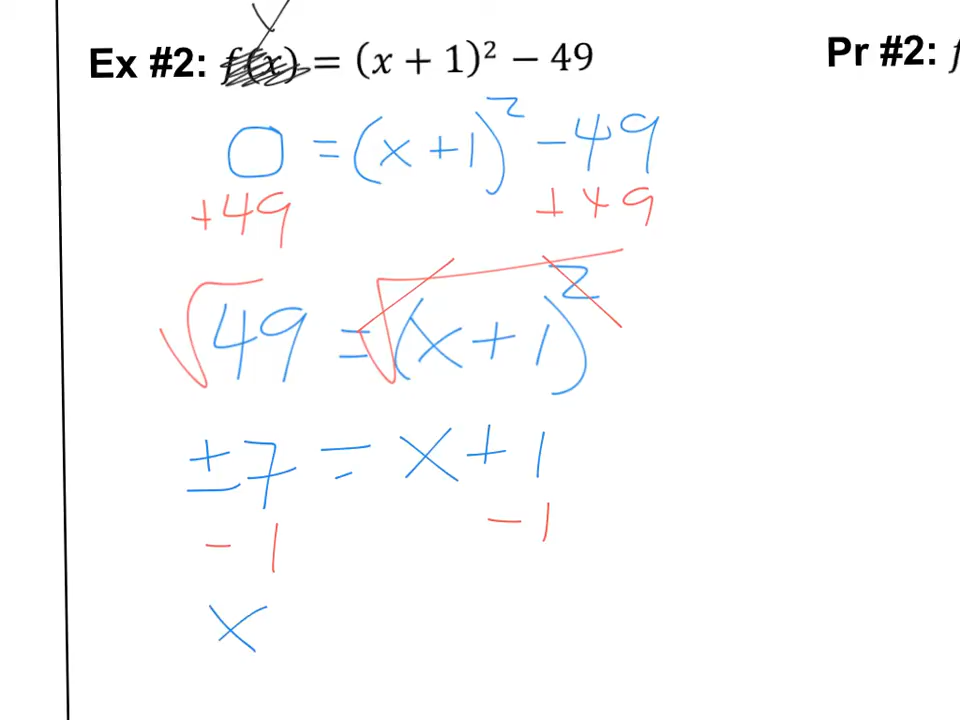 y
Ex #2: f(x) = (x + 1)² − 49
Pr #2: f
0 = (x+1)² −49
+49 +49
√49 = √(x+1)²
±7 = x+1
−1 −1
x